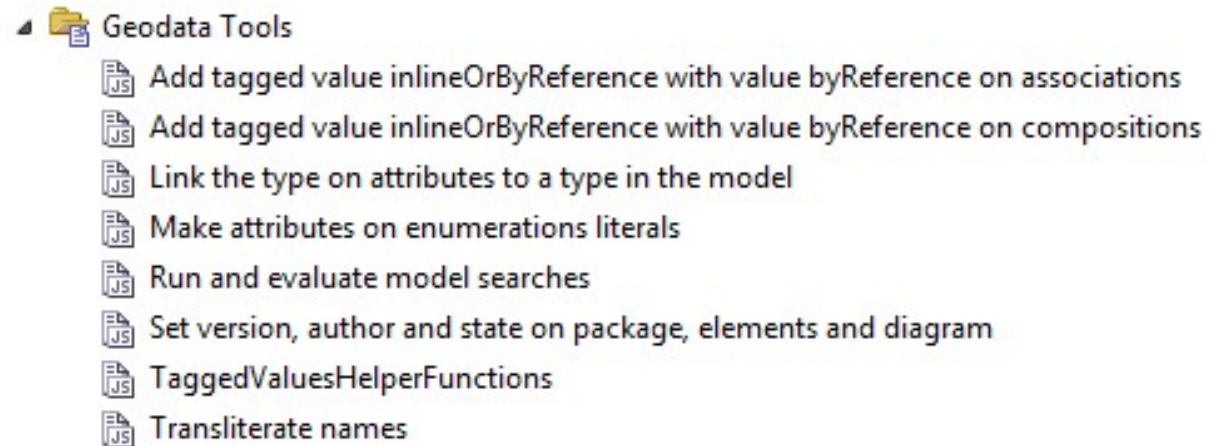 Geodata Tools
Add tagged value inlineOrByReference with value byReference on associations
Add tagged value inlineOrByReference with value byReference on compositions
Link the type on attributes to a type in the model
Make attributes on enumerations literals
Run and evaluate model searches
Set version, author and state on package, elements and diagram
TaggedValuesHelperFunctions
Transliterate names